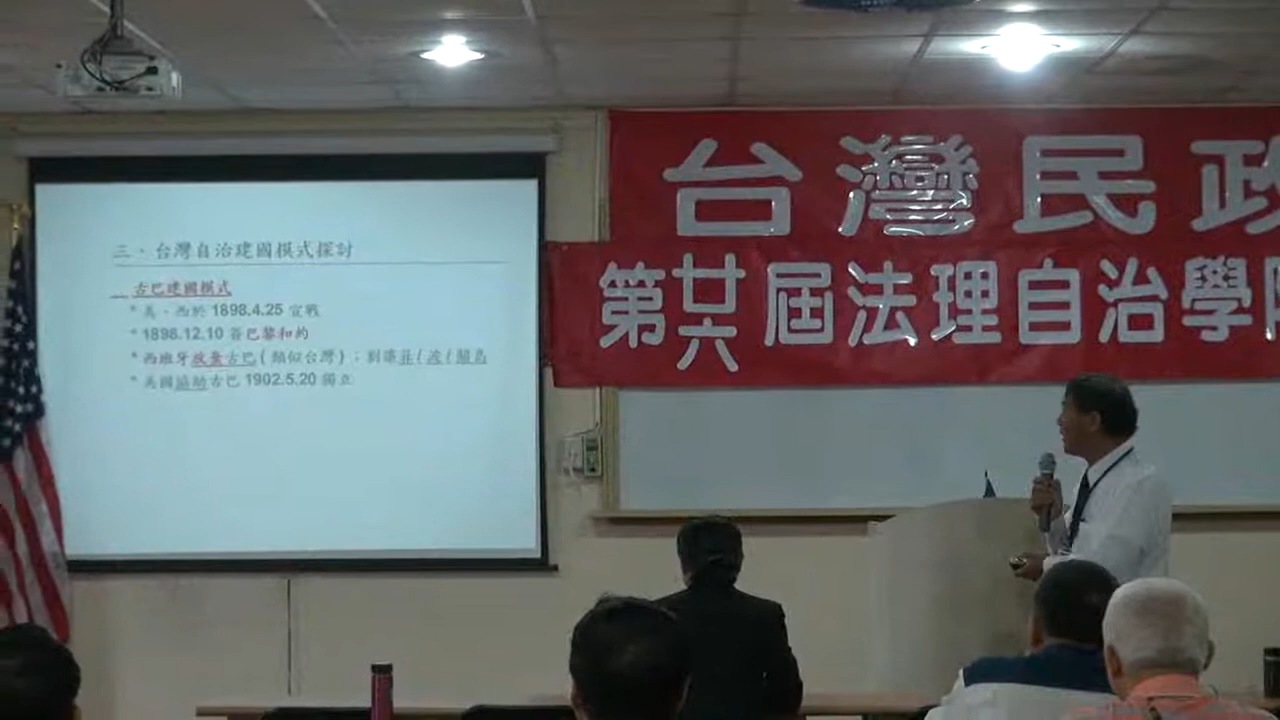 三、台灣自治建國模式探討
古巴建國模式
*美、西於 1898.4.25 宣戰
*1898.12.10 簽巴黎和約
*西班牙放棄古巴(類似台灣);割讓菲/波/關島
*美國協助古巴 1902.5.20 獨立
台灣民政
第廿六屆法理自治學院